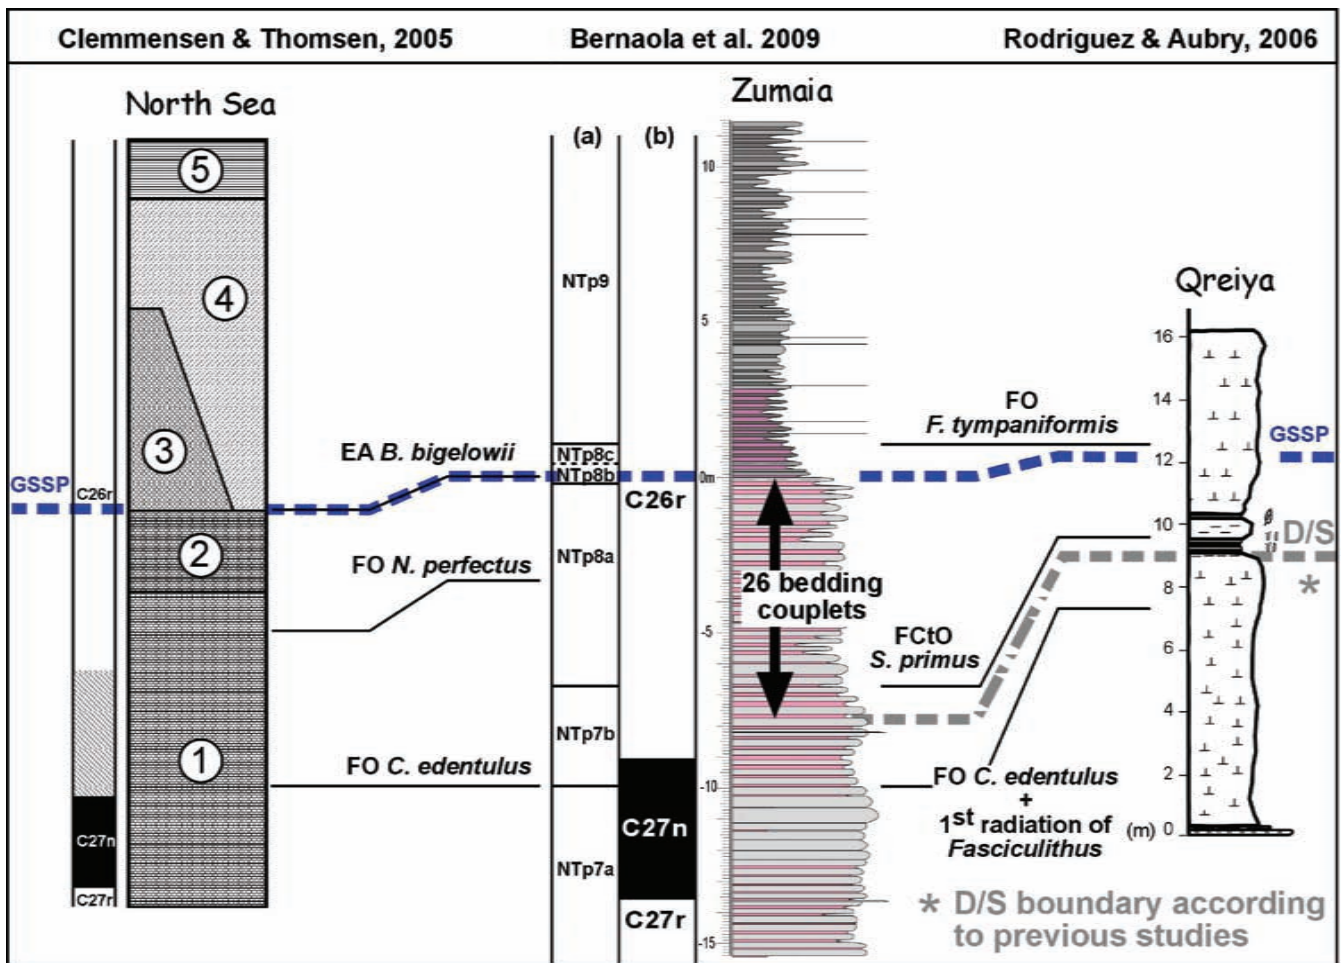 Clemmensen & Thomsen, 2005
Bernaola et al. 2009
Rodriguez & Aubry, 2006
North Sea
5
4
3
2
1
GSSP
C26r
C27n
C27r
EA B. bigelowii
FO N. perfectus
FO C. edentulus
(a)
(b)
NTp9
NTp8c
NTp8b
NTp8a
NTp7b
NTp7a
C26r
C27n
C27r
Zumaia
10
5
0m
-5
-10
-15
26 bedding
couplets
FO
F. tympaniformis
FCtO
S. primus
FO C. edentulus
+
1st radiation of
Fasciculithus
Qreiya
16
14
12
10
8
6
4
2
(m) 0
GSSP
D/S
*
* D/S boundary according
to previous studies